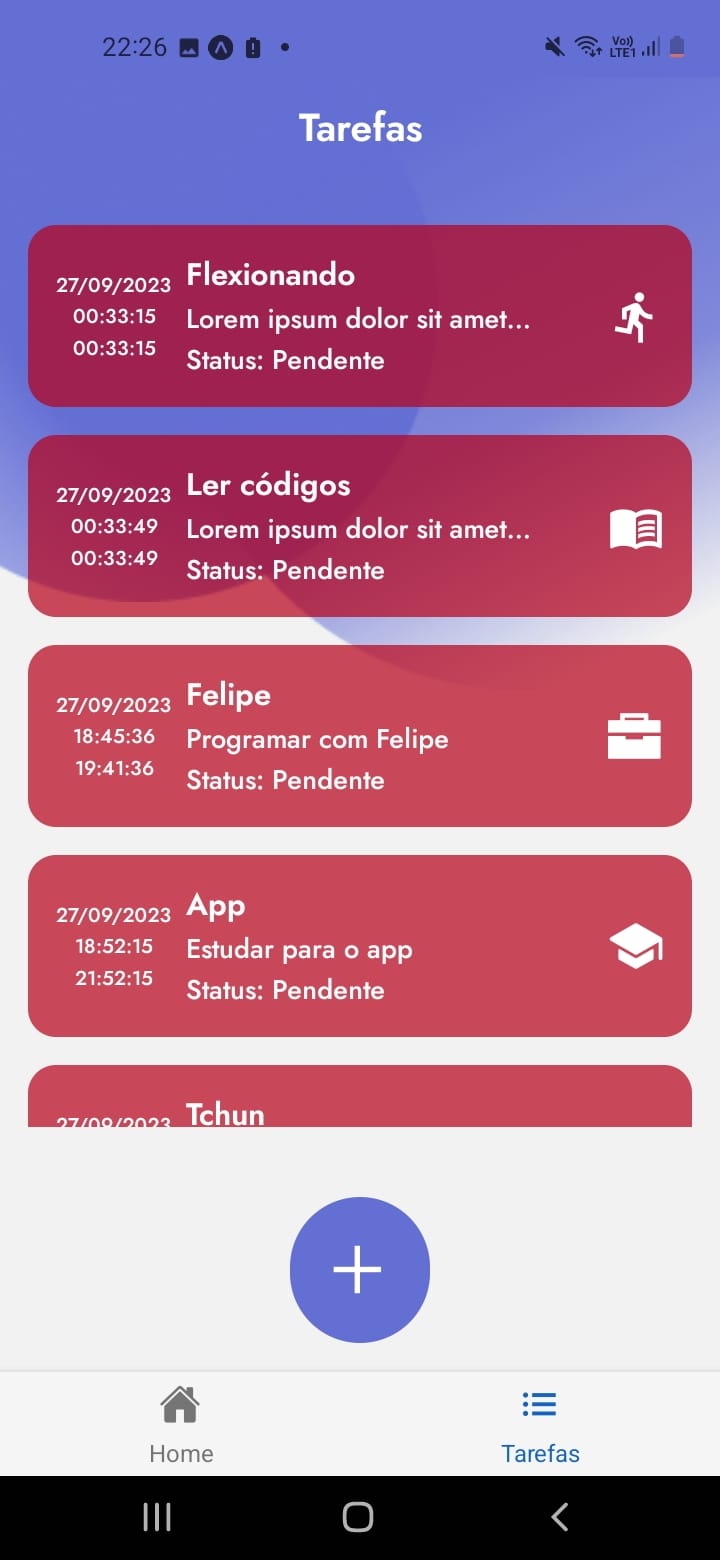 22:26
Vo))
LTE1
Tarefas
27/09/2023
00:33:15
00:33:15
Flexionando
Lorem ipsum dolor sit amet...
Status: Pendente
27/09/2023
00:33:49
00:33:49
Ler códigos
Lorem ipsum dolor sit amet...
Status: Pendente
27/09/2023
18:45:36
19:41:36
Felipe
Programar com Felipe
Status: Pendente
27/09/2023
18:52:15
21:52:15
App
Estudar para o app
Status: Pendente
27/09/2023
Tchun
Home
Tarefas